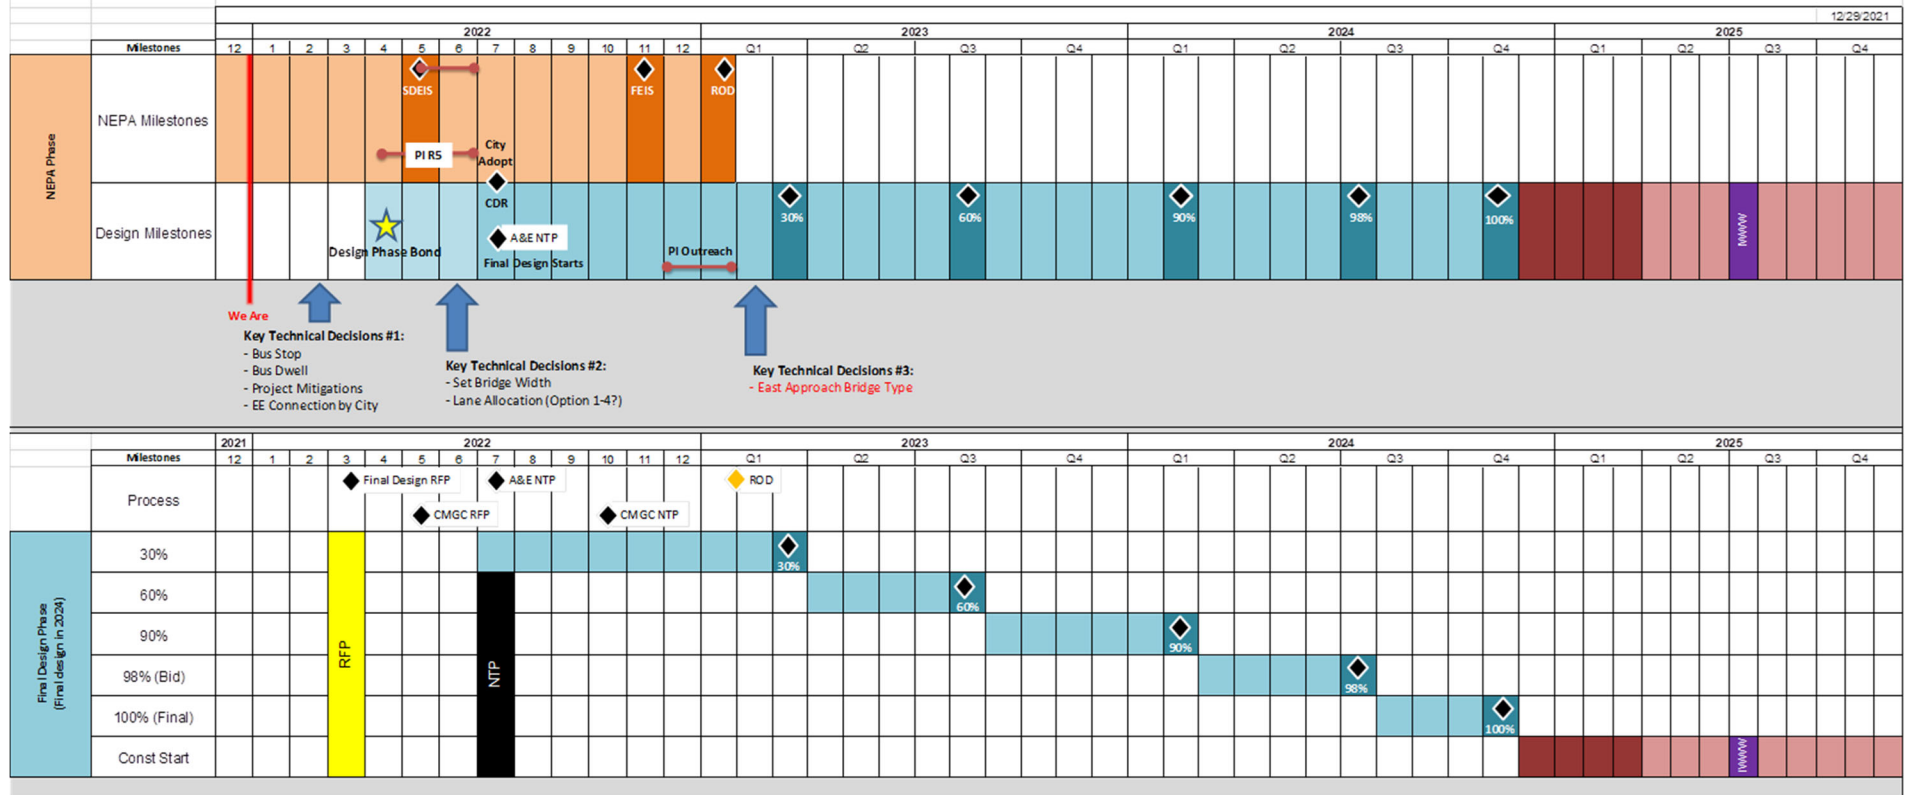 12/29/2021
2022 2023 2024 2025
Milestones 12 1 2 3 4 5 6 7 8 9 10 11 12 Q1 Q2 Q3 Q4 Q1 Q2 Q3 Q4 Q1 Q2 Q3 Q4
NEPA Phase
NEPA Milestones
SDEIS
FEIS
ROD
PI R5
City
Adopt
Design Milestones
CDR
A&E NTP
Design Phase Bond
Final Design Starts
PI Outreach
30%
60%
90%
98%
100%
IWWW
We Are
Key Technical Decisions #1:
- Bus Stop
- Bus Dwell
- Project Mitigations
- EE Connection by City
Key Technical Decisions #2:
- Set Bridge Width
- Lane Allocation (Option 1-4?)
Key Technical Decisions #3:
- East Approach Bridge Type
2021 2022 2023 2024 2025
Milestones 12 1 2 3 4 5 6 7 8 9 10 11 12 Q1 Q2 Q3 Q4 Q1 Q2 Q3 Q4 Q1 Q2 Q3 Q4
Process
Final Design RFP
A&E NTP
ROD
CMGC RFP
CMGC NTP
Final Design Phase
(Final design in 2024)
RFP
NTP
30%
30%
60%
60%
90%
90%
98% (Bid)
98%
100% (Final)
100%
Const Start
IWWW